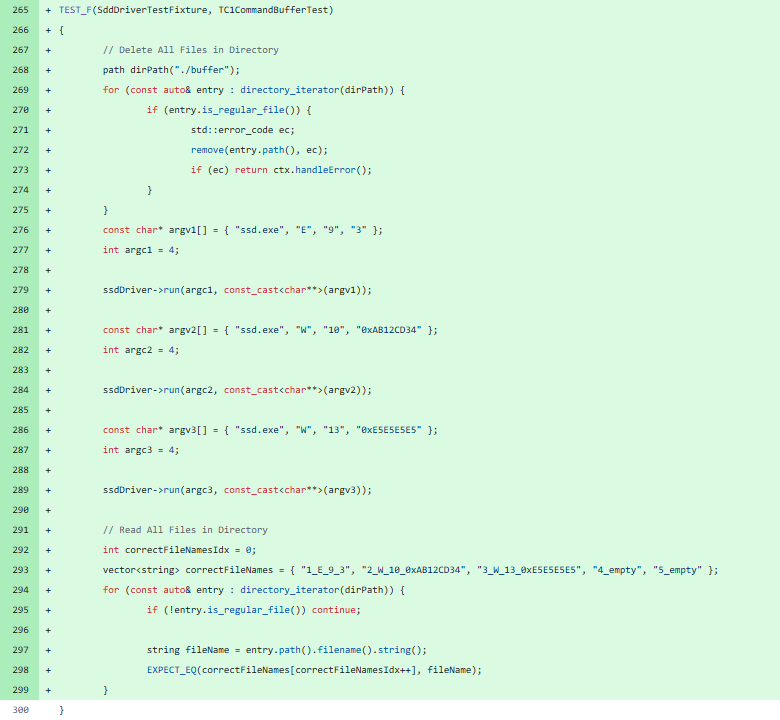 265 + TEST_F(SddDriverTestFixture, TC1CommandBufferTest)
266 + {
267 + // Delete All Files in Directory
268 + path dirPath("./buffer");
269 + for (const auto& entry : directory_iterator(dirPath)) {
270 + if (entry.is_regular_file()) {
271 + std::error_code ec;
272 + remove(entry.path(), ec);
273 + if (ec) return ctx.handleError();
274 + }
275 + }
276 + const char* argv1[] = { "ssd.exe", "E", "9", "3" };
277 + int argc1 = 4;
278 +
279 + ssdDriver->run(argc1, const_cast<char**>(argv1));
280 +
281 + const char* argv2[] = { "ssd.exe", "W", "10", "0xAB12CD34" };
282 + int argc2 = 4;
283 +
284 + ssdDriver->run(argc2, const_cast<char**>(argv2));
285 +
286 + const char* argv3[] = { "ssd.exe", "W", "13", "0xE5E5E5E5" };
287 + int argc3 = 4;
288 +
289 + ssdDriver->run(argc3, const_cast<char**>(argv3));
290 +
291 + // Read All Files in Directory
292 + int correctFileNamesIdx = 0;
293 + vector<string> correctFileNames = { "1_E_9_3", "2_W_10_0xAB12CD34", "3_W_13_0xE5E5E5E5", "4_empty", "5_empty" };
294 + for (const auto& entry : directory_iterator(dirPath)) {
295 + if (!entry.is_regular_file()) continue;
296 +
297 + string fileName = entry.path().filename().string();
298 + EXPECT_EQ(correctFileNames[correctFileNamesIdx++], fileName);
299 + }
300 }